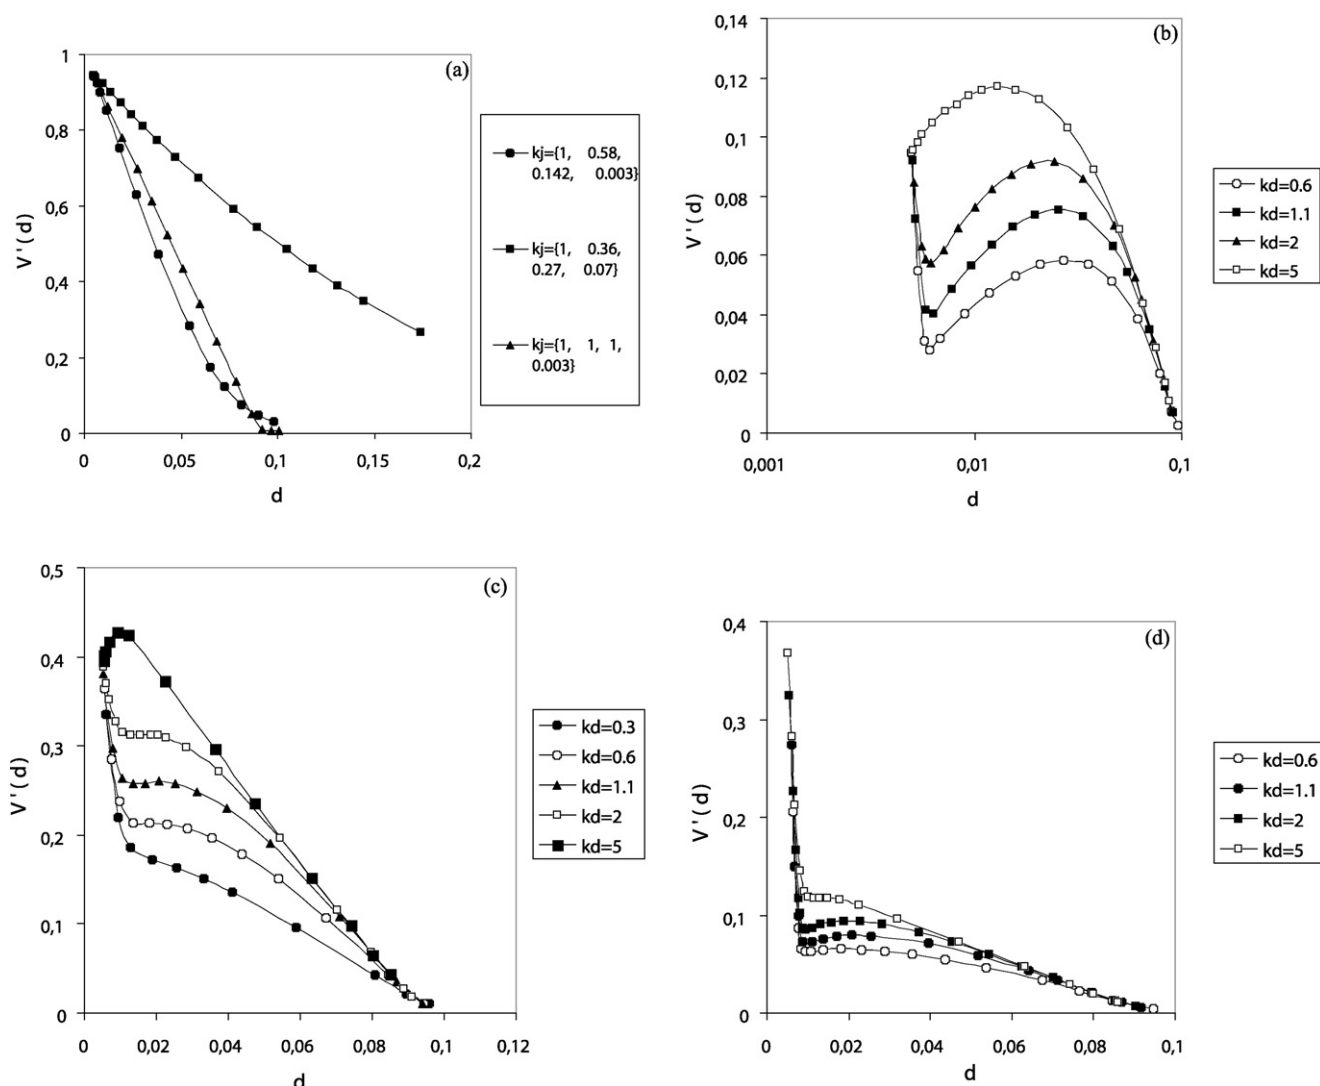 (a)
1
0,8
0,6
0,4
0,2
0
V'(d)
0 0,05 0,1 0,15 0,2
d
kj={1, 0.58,
0.142, 0.003}
kj={1, 0.36,
0.27, 0.07}
kj={1, 1, 1,
0.003}
(b)
0,14
0,12
0,1
0,08
0,06
0,04
0,02
0
V'(d)
0,001 0,01 0,1
d
kd=0.6
kd=1.1
kd=2
kd=5
(c)
0,5
0,4
0,3
0,2
0,1
0
V'(d)
0 0,02 0,04 0,06 0,08 0,1 0,12
d
kd=0.3
kd=0.6
kd=1.1
kd=2
kd=5
(d)
0,4
0,3
0,2
0,1
0
V'(d)
0 0,02 0,04 0,06 0,08 0,1
d
kd=0.6
kd=1.1
kd=2
kd=5